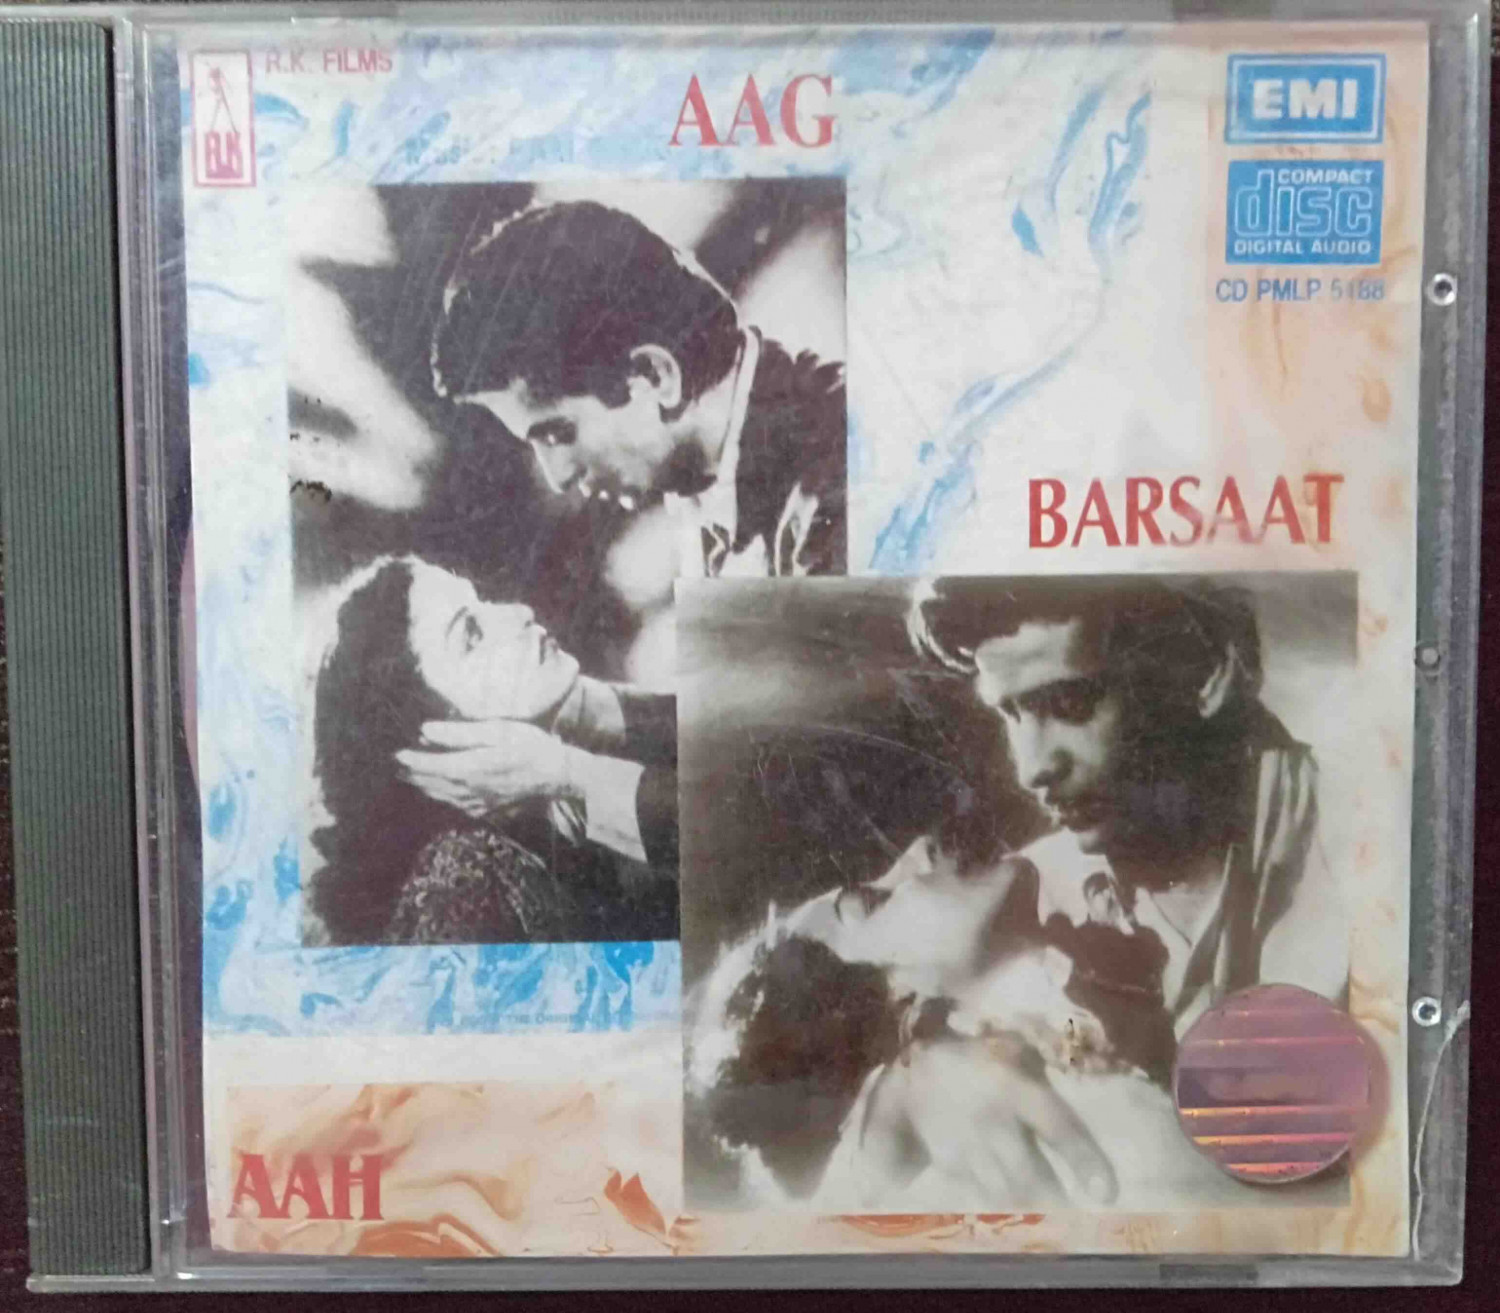 R.K. FILMS
R.K
AAG
EMI
COMPACT
disc
DIGITAL AUDIO
CD PMLP 5188
BARSAAT
AAH